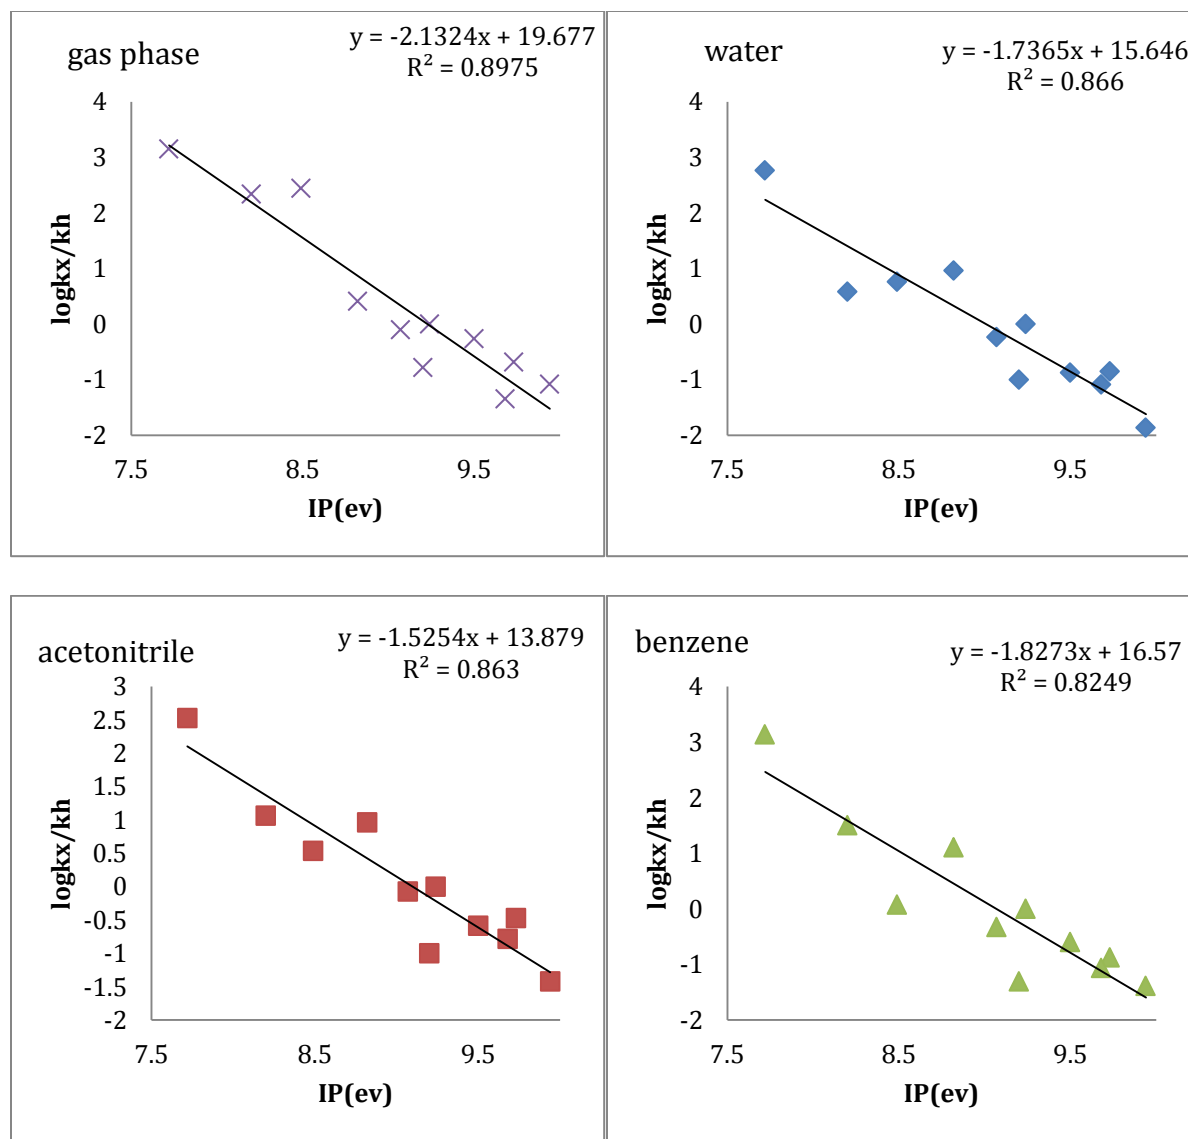 gas phase
y = -2.1324x + 19.677
R² = 0.8975
4
3
2
1
0
-1
-2
7.5 8.5 9.5
logkx/kh
IP(ev)
water
y = -1.7365x + 15.646
R² = 0.866
4
3
2
1
0
-1
-2
7.5 8.5 9.5
logkx/kh
IP(ev)
acetonitrile
y = -1.5254x + 13.879
R² = 0.863
3
2.5
2
1.5
1
0.5
0
-0.5
-1
-1.5
-2
7.5 8.5 9.5
logkx/kh
IP(ev)
benzene
y = -1.8273x + 16.57
R² = 0.8249
4
3
2
1
0
-1
-2
7.5 8.5 9.5
logkx/kh
IP(ev)